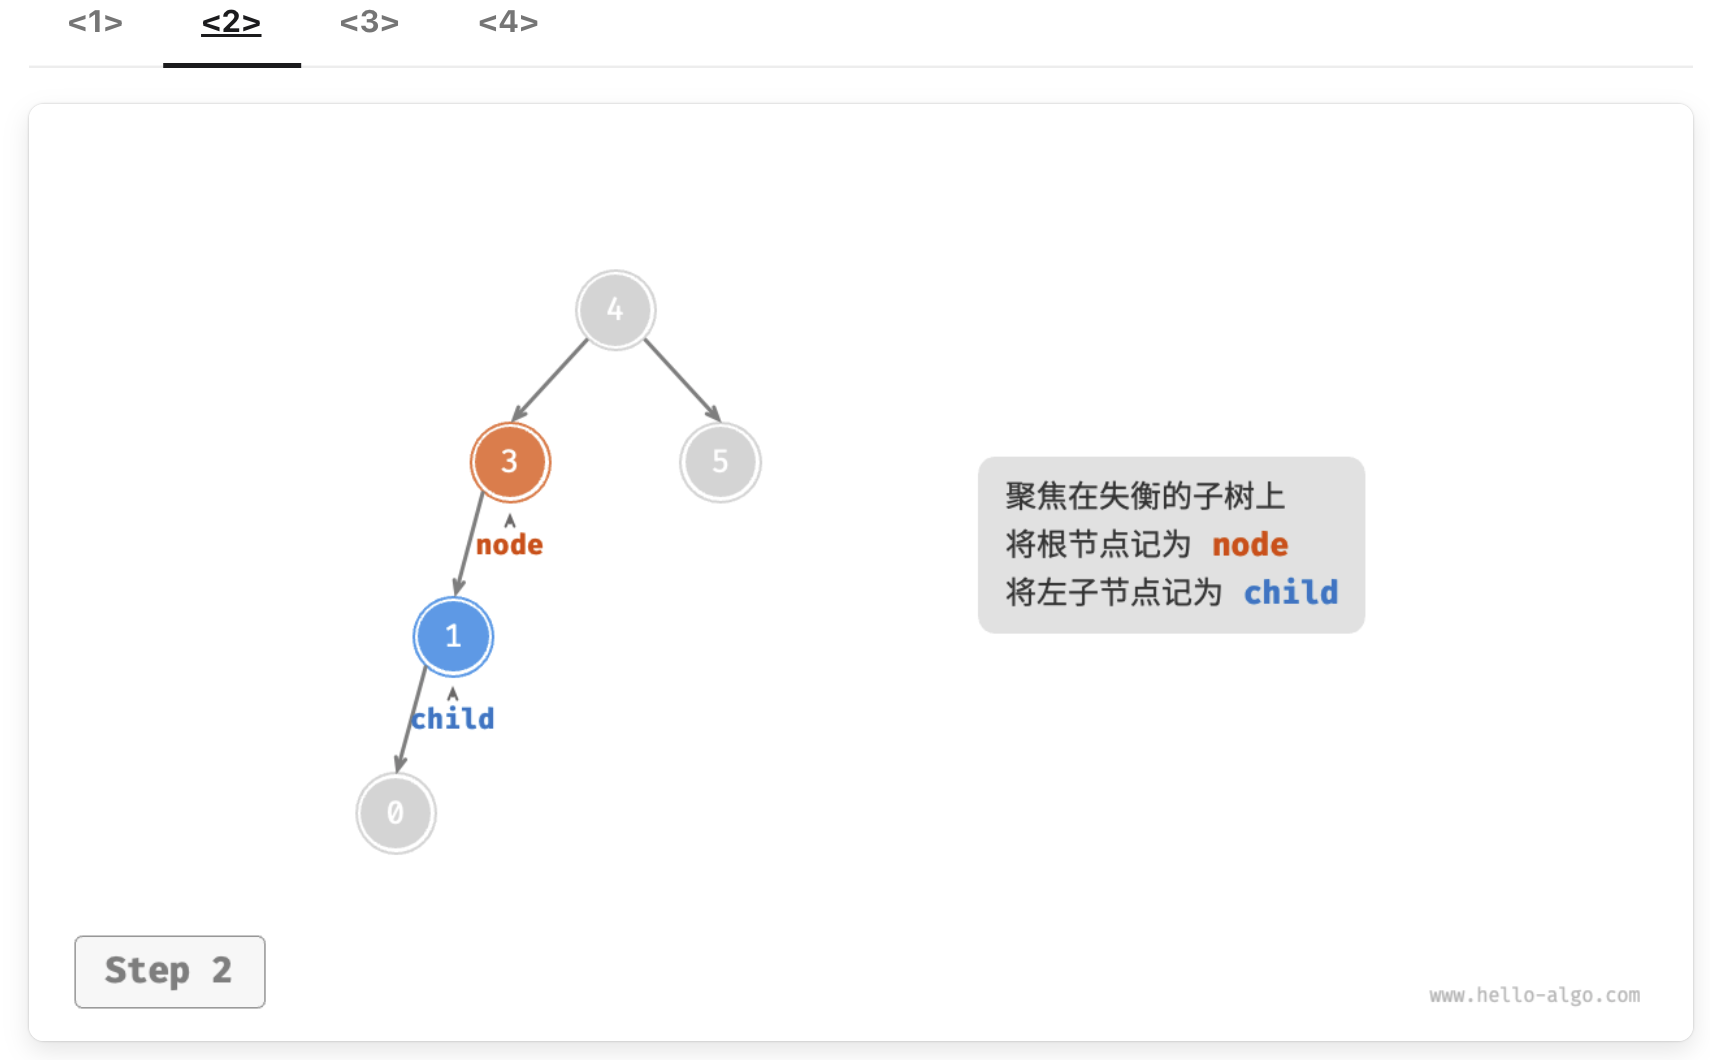 <1> <2> <3> <4>
4
3
5
node
聚焦在失衡的子树上
将根节点记为 node
将左子节点记为 child
1
child
0
Step 2
www.hello-algo.com